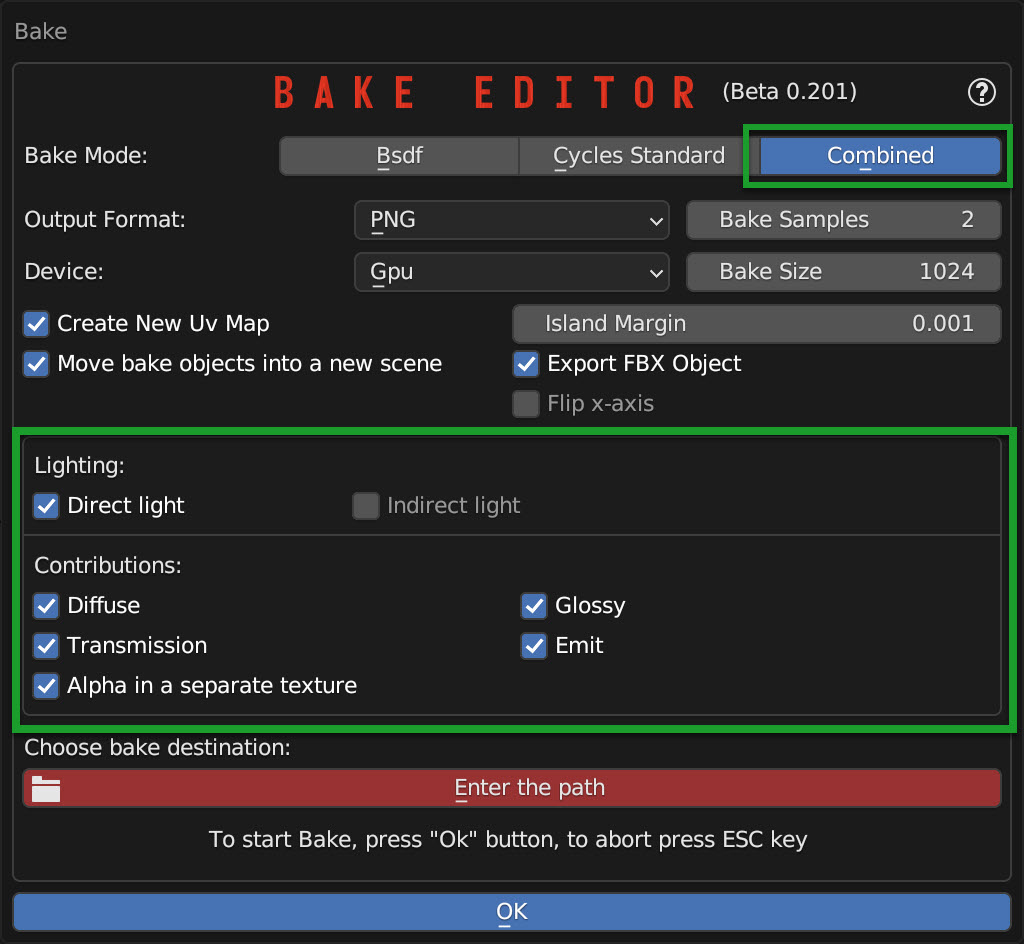 Bake
BAKE EDITOR (Beta 0.201) ?
Bake Mode: Bsdf Cycles Standard Combined
Output Format: PNG Bake Samples 2
Device: Gpu Bake Size 1024
Create New Uv Map Island Margin 0.001
Move bake objects into a new scene Export FBX Object
Flip x-axis
Lighting:
Direct light Indirect light
Contributions:
Diffuse Glossy
Transmission Emit
Alpha in a separate texture
Choose bake destination:
Enter the path
To start Bake, press "Ok" button, to abort press ESC key
OK